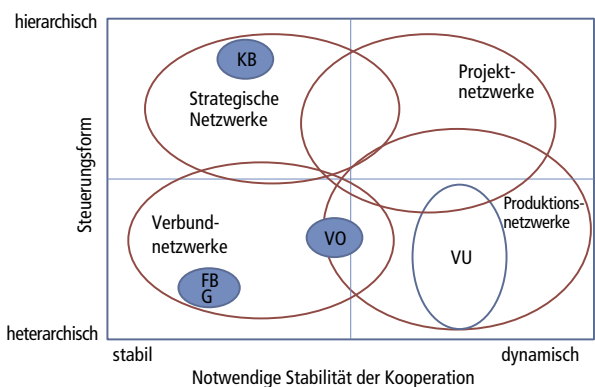 hierarchisch
KB
Strategische
Netzwerke
Projekt-
netzwerke
Steuerungsform
Verbund-
netzwerke
Produktions-
netzwerke
VO
VU
FB
G
heterarchisch
stabil
dynamisch
Notwendige Stabilität der Kooperation